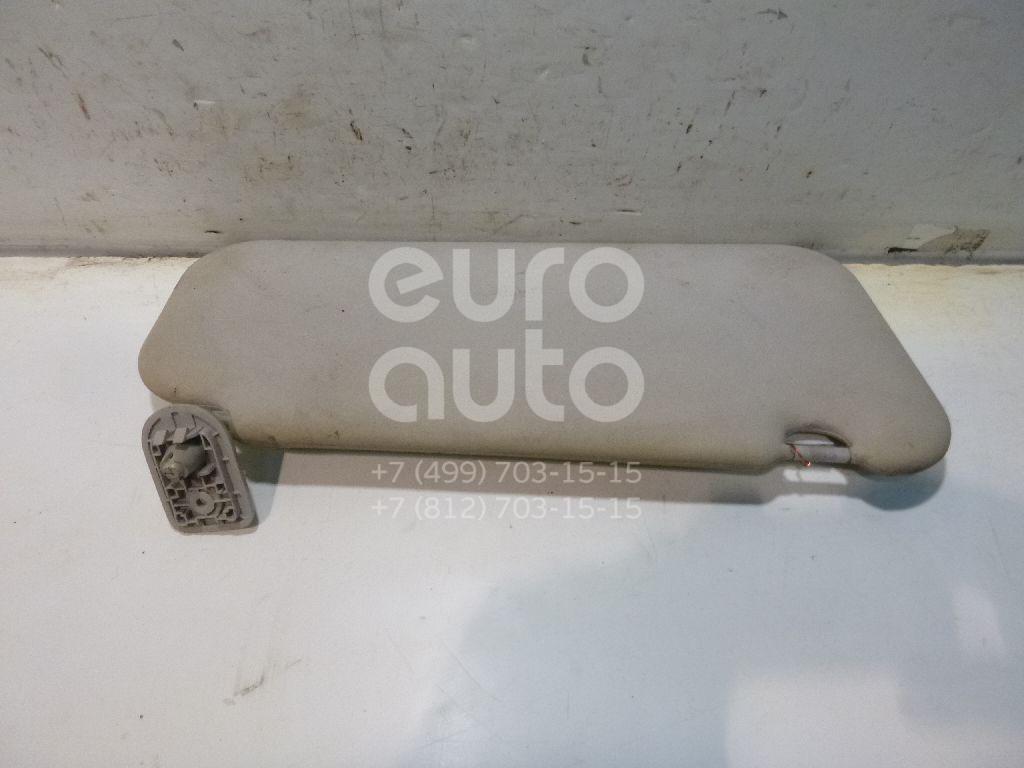 euro
auto
+7 (499) 703-15-15
+7 (812) 703-15-15